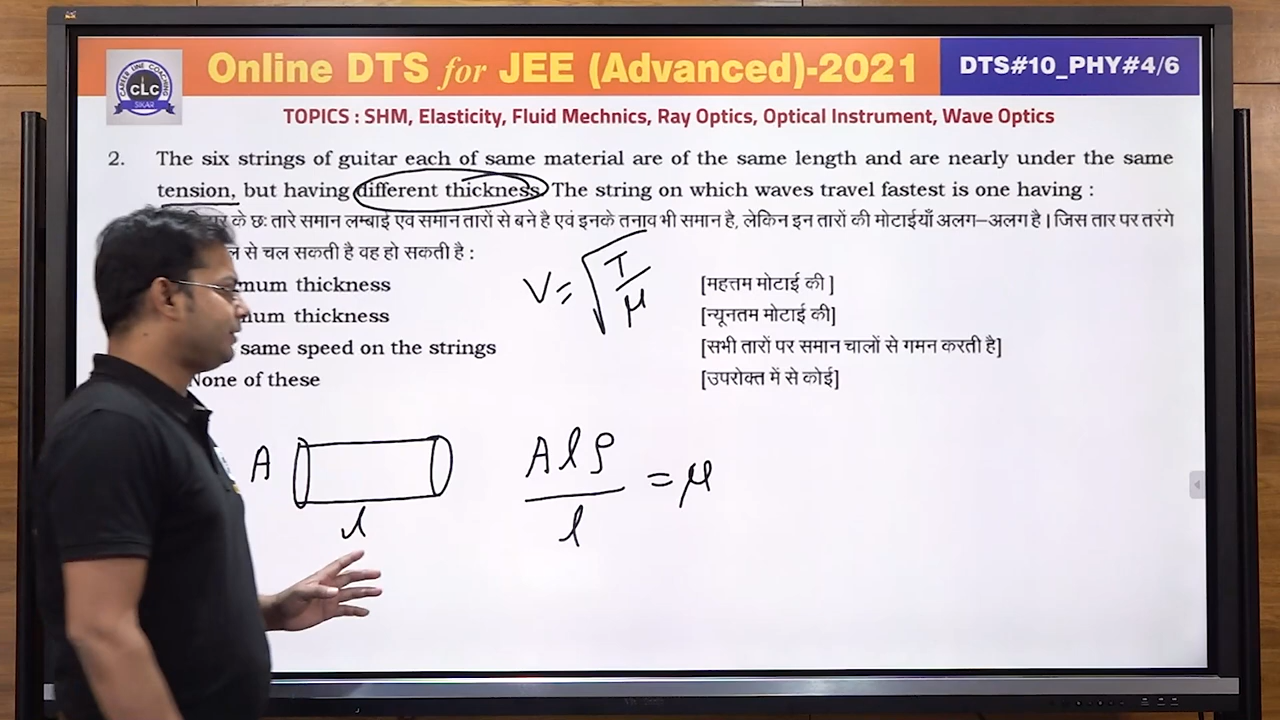 Online DTS for JEE (Advanced)-2021
DTS#10_PHY#4/6
CAREER LINE COACHING
CLC
SIKAR
TOPICS : SHM, Elasticity, Fluid Mechnics, Ray Optics, Optical Instrument, Wave Optics
2. The six strings of guitar each of same material are of the same length and are nearly under the same
tension, but having different thickness. The string on which waves travel fastest is one having :
के छः तारे समान लम्बाई एवं समान तारों से बने है एवं इनके तनाव भी समान है, लेकिन इन तारों की मोटाईयाँ अलग–अलग है। जिस तार पर तरंगे
से चल सकती है वह हो सकती है :
thickness [महत्तम मोटाई की ]
thickness [न्यूनतम मोटाई की]
same speed on the strings [सभी तारों पर समान चालों से गमन करती है]
None of these [उपरोक्त में से कोई]
V = √T/μ
A l
Alρ/l = μ